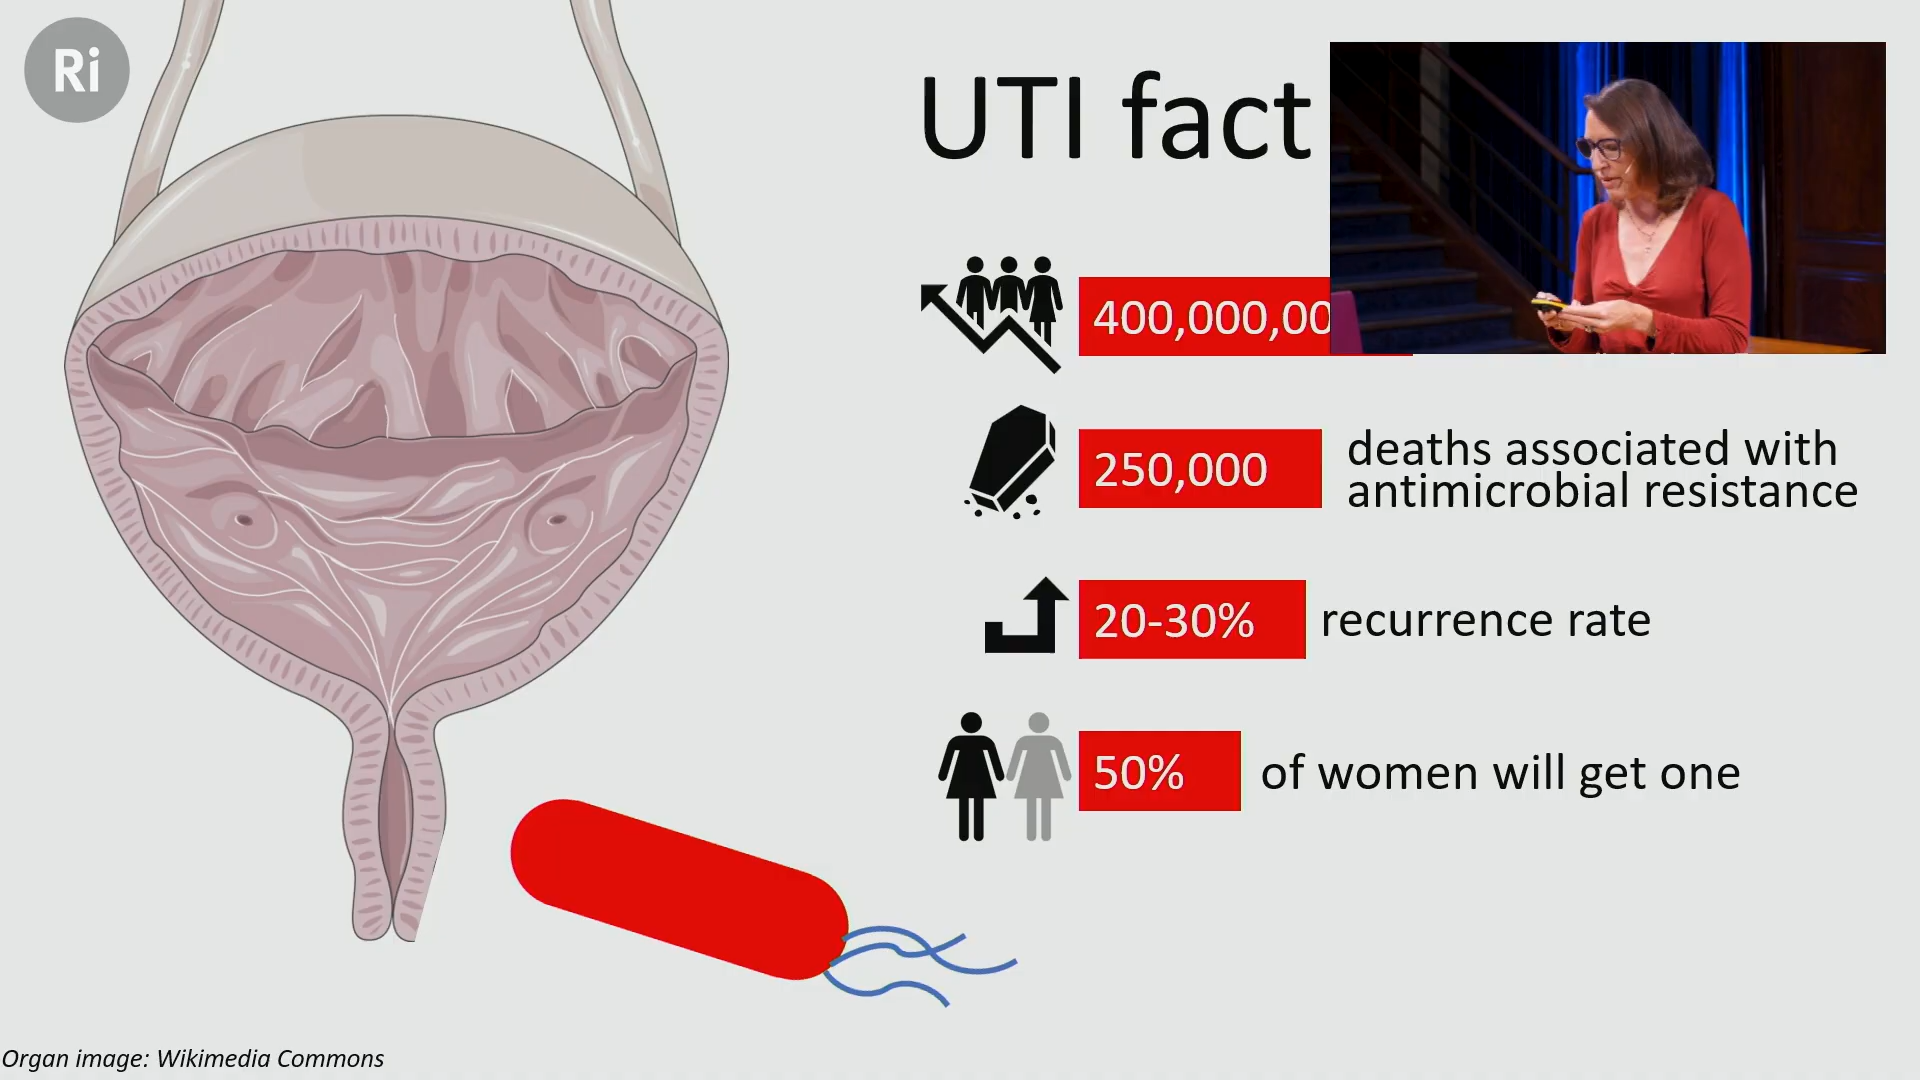 Ri
UTI fact
400,000,00
250,000
deaths associated with
antimicrobial resistance
20-30%
recurrence rate
50%
of women will get one
Organ image: Wikimedia Commons